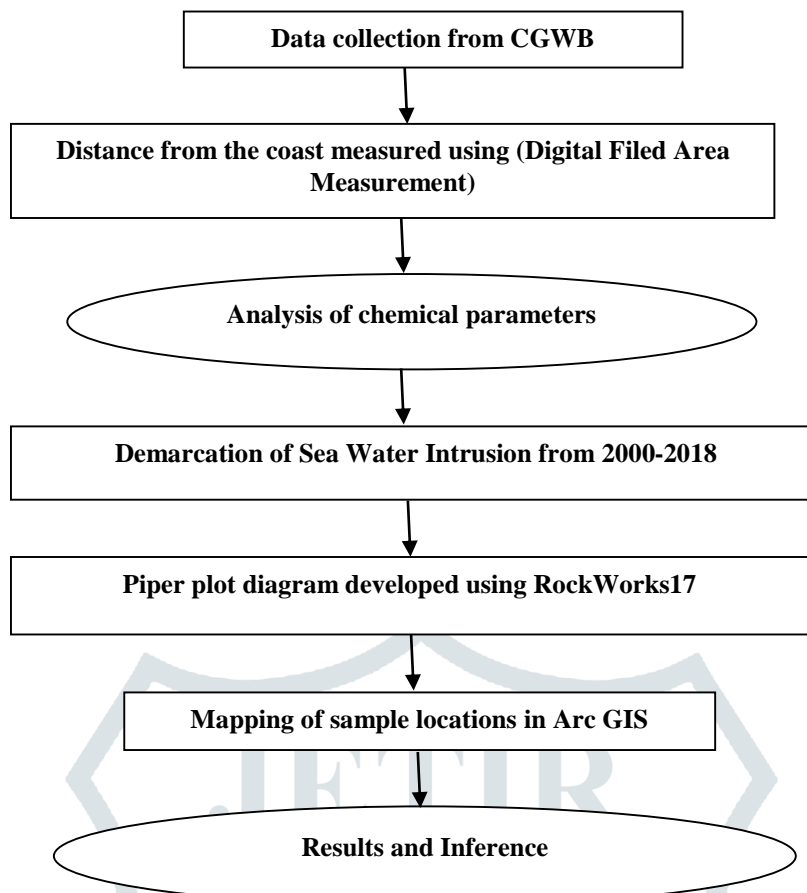 Data collection from CGWB
Distance from the coast measured using (Digital Filed Area
Measurement)
Analysis of chemical parameters
Demarcation of Sea Water Intrusion from 2000-2018
Piper plot diagram developed using RockWorks17
Mapping of sample locations in Arc GIS
JETIR
Results and Inference